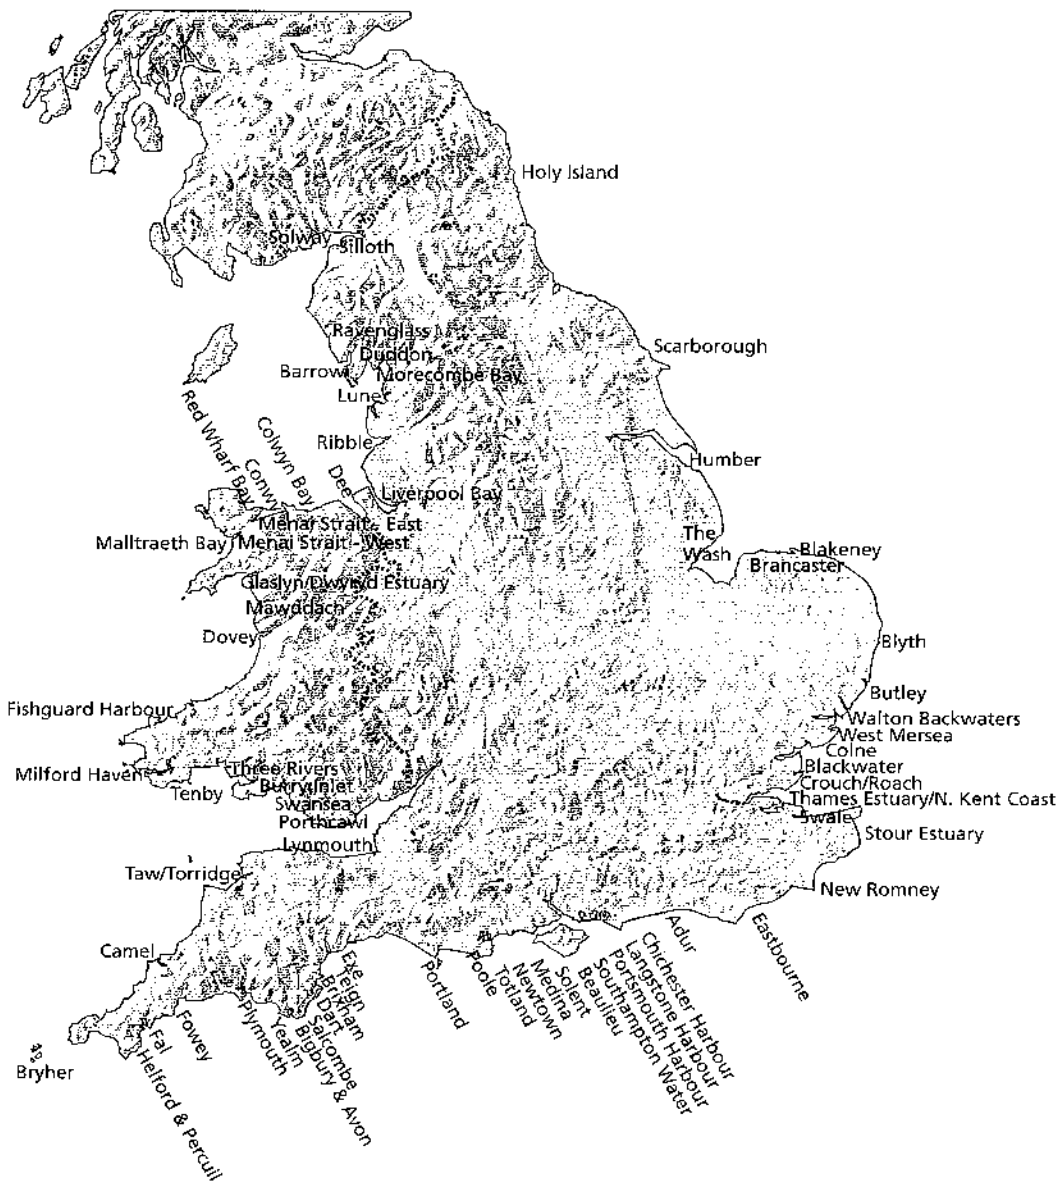 Holy Island
Solway
Silloth
Ravenglass
Duddon
Scarborough
Barrow
Morecombe Bay
Lune
Ribble
Humber
Red Wharf Bay
Conwy
Colwyn Bay
Dee
Liverpool Bay
Menai Strait - East
Malltraeth Bay
Menai Strait - West
The
Wash
Blakeney
Brancaster
Glaslyn/Dwyryd Estuary
Mawddach
Dovey
Blyth
Butley
Fishguard Harbour
Walton Backwaters
West Mersea
Colne
Milford Haven
Three Rivers
Blackwater
Tenby
Burry Inlet
Crouch/Roach
Swansea
Thames Estuary/N. Kent Coast
Porthcawl
Swale
Lynmouth
Stour Estuary
Taw/Torridge
New Romney
Camel
Bryher
Helford & Percuil
Fal
Fowey
Plymouth
Yealm
Bigbury & Avon
Salcombe
Dart
Brixham
Teign
Exe
Portland
Poole
Totland
Newtown
Medina
Solent
Beaulieu
Southampton Water
Portsmouth Harbour
Langstone Harbour
Chichester Harbour
Adur
Eastbourne